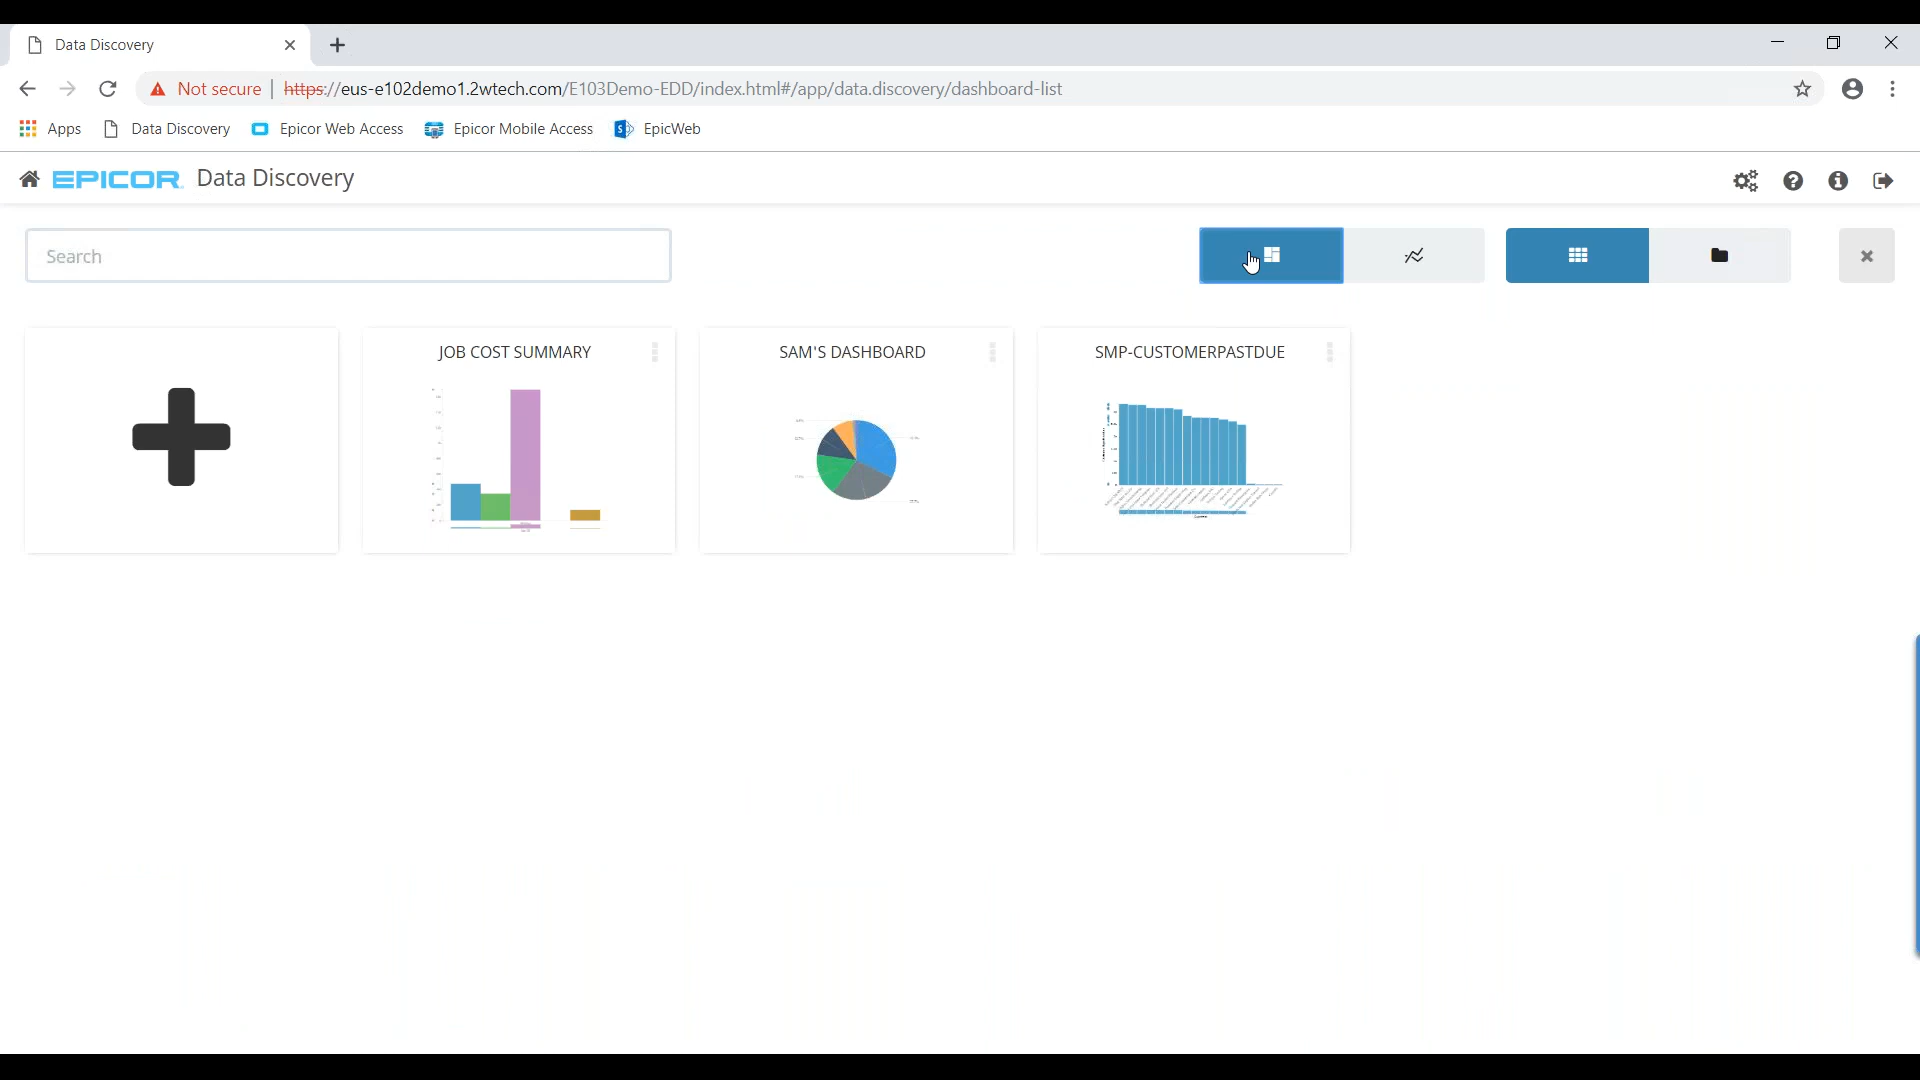 Data Discovery
Not secure
https://eus-e102demo1.2wtech.com/E103Demo-EDD/index.html#/app/data.discovery/dashboard-list
Apps
Data Discovery
Epicor Web Access
Epicor Mobile Access
EpicWeb
EPICOR Data Discovery
Search
JOB COST SUMMARY
SAM'S DASHBOARD
SMP-CUSTOMERPASTDUE